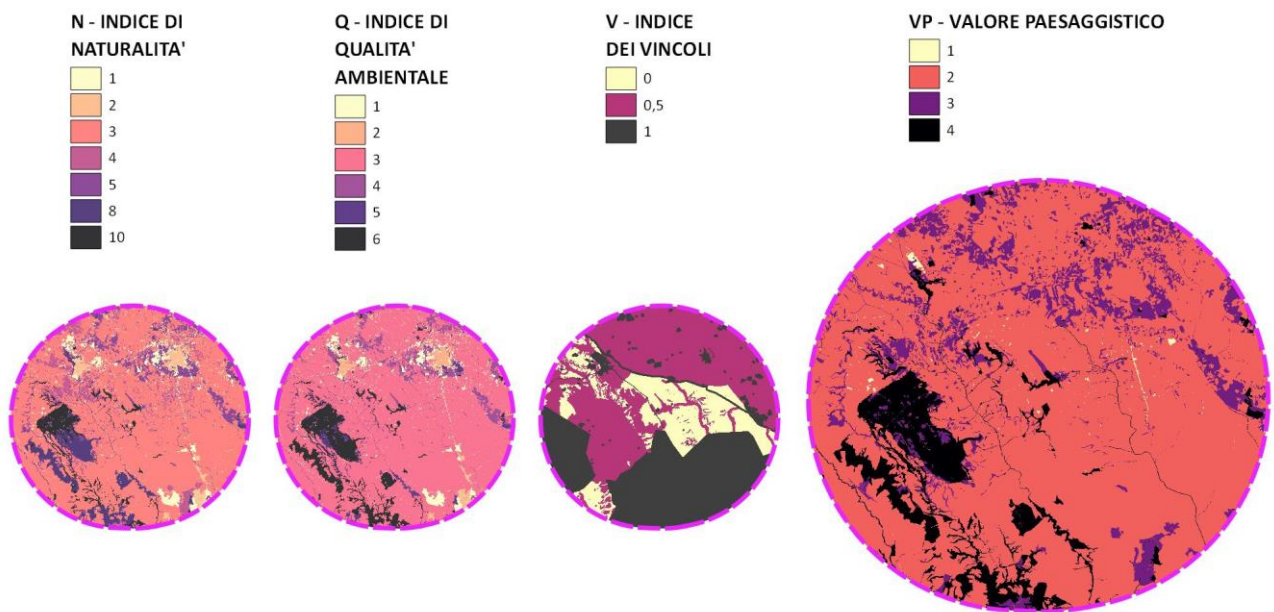 N - INDICE DI
NATURALITA'
1
2
3
4
5
8
10
Q - INDICE DI
QUALITA'
AMBIENTALE
1
2
3
4
5
6
V - INDICE
DEI VINCOLI
0
0,5
1
VP - VALORE PAESAGGISTICO
1
2
3
4